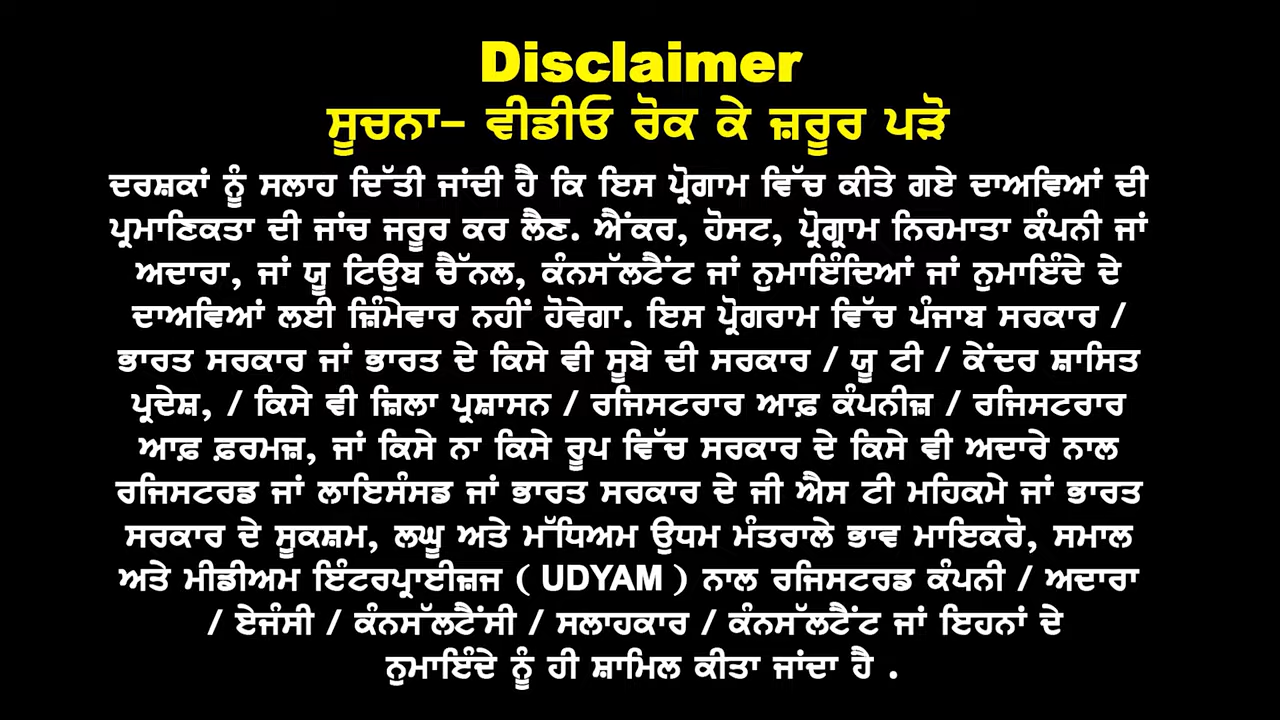 Disclaimer
ਸੂਚਨਾ- ਵੀਡੀਓ ਰੋਕ ਕੇ ਜ਼ਰੂਰ ਪੜੋ
ਦਰਸ਼ਕਾਂ ਨੂੰ ਸਲਾਹ ਦਿੱਤੀ ਜਾਂਦੀ ਹੈ ਕਿ ਇਸ ਪ੍ਰੋਗਾਮ ਵਿੱਚ ਕੀਤੇ ਗਏ ਦਾਅਵਿਆਂ ਦੀ
ਪ੍ਰਮਾਣਿਕਤਾ ਦੀ ਜਾਂਚ ਜਰੂਰ ਕਰ ਲੈਣ. ਐਂਕਰ, ਹੋਸਟ, ਪ੍ਰੋਗ੍ਰਾਮ ਨਿਰਮਾਤਾ ਕੰਪਨੀ ਜਾਂ
ਅਦਾਰਾ, ਜਾਂ ਯੂ ਟਿਉਬ ਚੈੱਨਲ, ਕੰਨਸੱਲਟੈਂਟ ਜਾਂ ਨੁਮਾਇੰਦਿਆਂ ਜਾਂ ਨੁਮਾਇੰਦੇ ਦੇ
ਦਾਅਵਿਆਂ ਲਈ ਜ਼ਿੰਮੇਵਾਰ ਨਹੀਂ ਹੋਵੇਗਾ. ਇਸ ਪ੍ਰੋਗਰਾਮ ਵਿੱਚ ਪੰਜਾਬ ਸਰਕਾਰ /
ਭਾਰਤ ਸਰਕਾਰ ਜਾਂ ਭਾਰਤ ਦੇ ਕਿਸੇ ਵੀ ਸੂਬੇ ਦੀ ਸਰਕਾਰ / ਯੂ ਟੀ / ਕੇਂਦਰ ਸ਼ਾਸਿਤ
ਪ੍ਰਦੇਸ਼, / ਕਿਸੇ ਵੀ ਜ਼ਿਲਾ ਪ੍ਰਸ਼ਾਸਨ / ਰਜਿਸਟਰਾਰ ਆਫ਼ ਕੰਪਨੀਜ਼ / ਰਜਿਸਟਰਾਰ
ਆਫ਼ ਫ਼ਰਮਜ਼, ਜਾਂ ਕਿਸੇ ਨਾ ਕਿਸੇ ਰੂਪ ਵਿੱਚ ਸਰਕਾਰ ਦੇ ਕਿਸੇ ਵੀ ਅਦਾਰੇ ਨਾਲ
ਰਜਿਸਟਰਡ ਜਾਂ ਲਾਇਸੰਸਡ ਜਾਂ ਭਾਰਤ ਸਰਕਾਰ ਦੇ ਜੀ ਐਸ ਟੀ ਮਹਿਕਮੇ ਜਾਂ ਭਾਰਤ
ਸਰਕਾਰ ਦੇ ਸੂਕਸ਼ਮ, ਲਘੂ ਅਤੇ ਮੱਧਿਅਮ ਉਧਮ ਮੰਤਰਾਲੇ ਭਾਵ ਮਾਇਕਰੋ, ਸਮਾਲ
ਅਤੇ ਮੀਡੀਅਮ ਇੰਟਰਪ੍ਰਾਈਜ਼ਜ ( UDYAM ) ਨਾਲ ਰਜਿਸਟਰਡ ਕੰਪਨੀ / ਅਦਾਰਾ
/ ਏਜੰਸੀ / ਕੰਨਸੱਲਟੈਂਸੀ / ਸਲਾਹਕਾਰ / ਕੰਨਸੱਲਟੈਂਟ ਜਾਂ ਇਹਨਾਂ ਦੇ
ਨੁਮਾਇੰਦੇ ਨੂੰ ਹੀ ਸ਼ਾਮਿਲ ਕੀਤਾ ਜਾਂਦਾ ਹੈ .